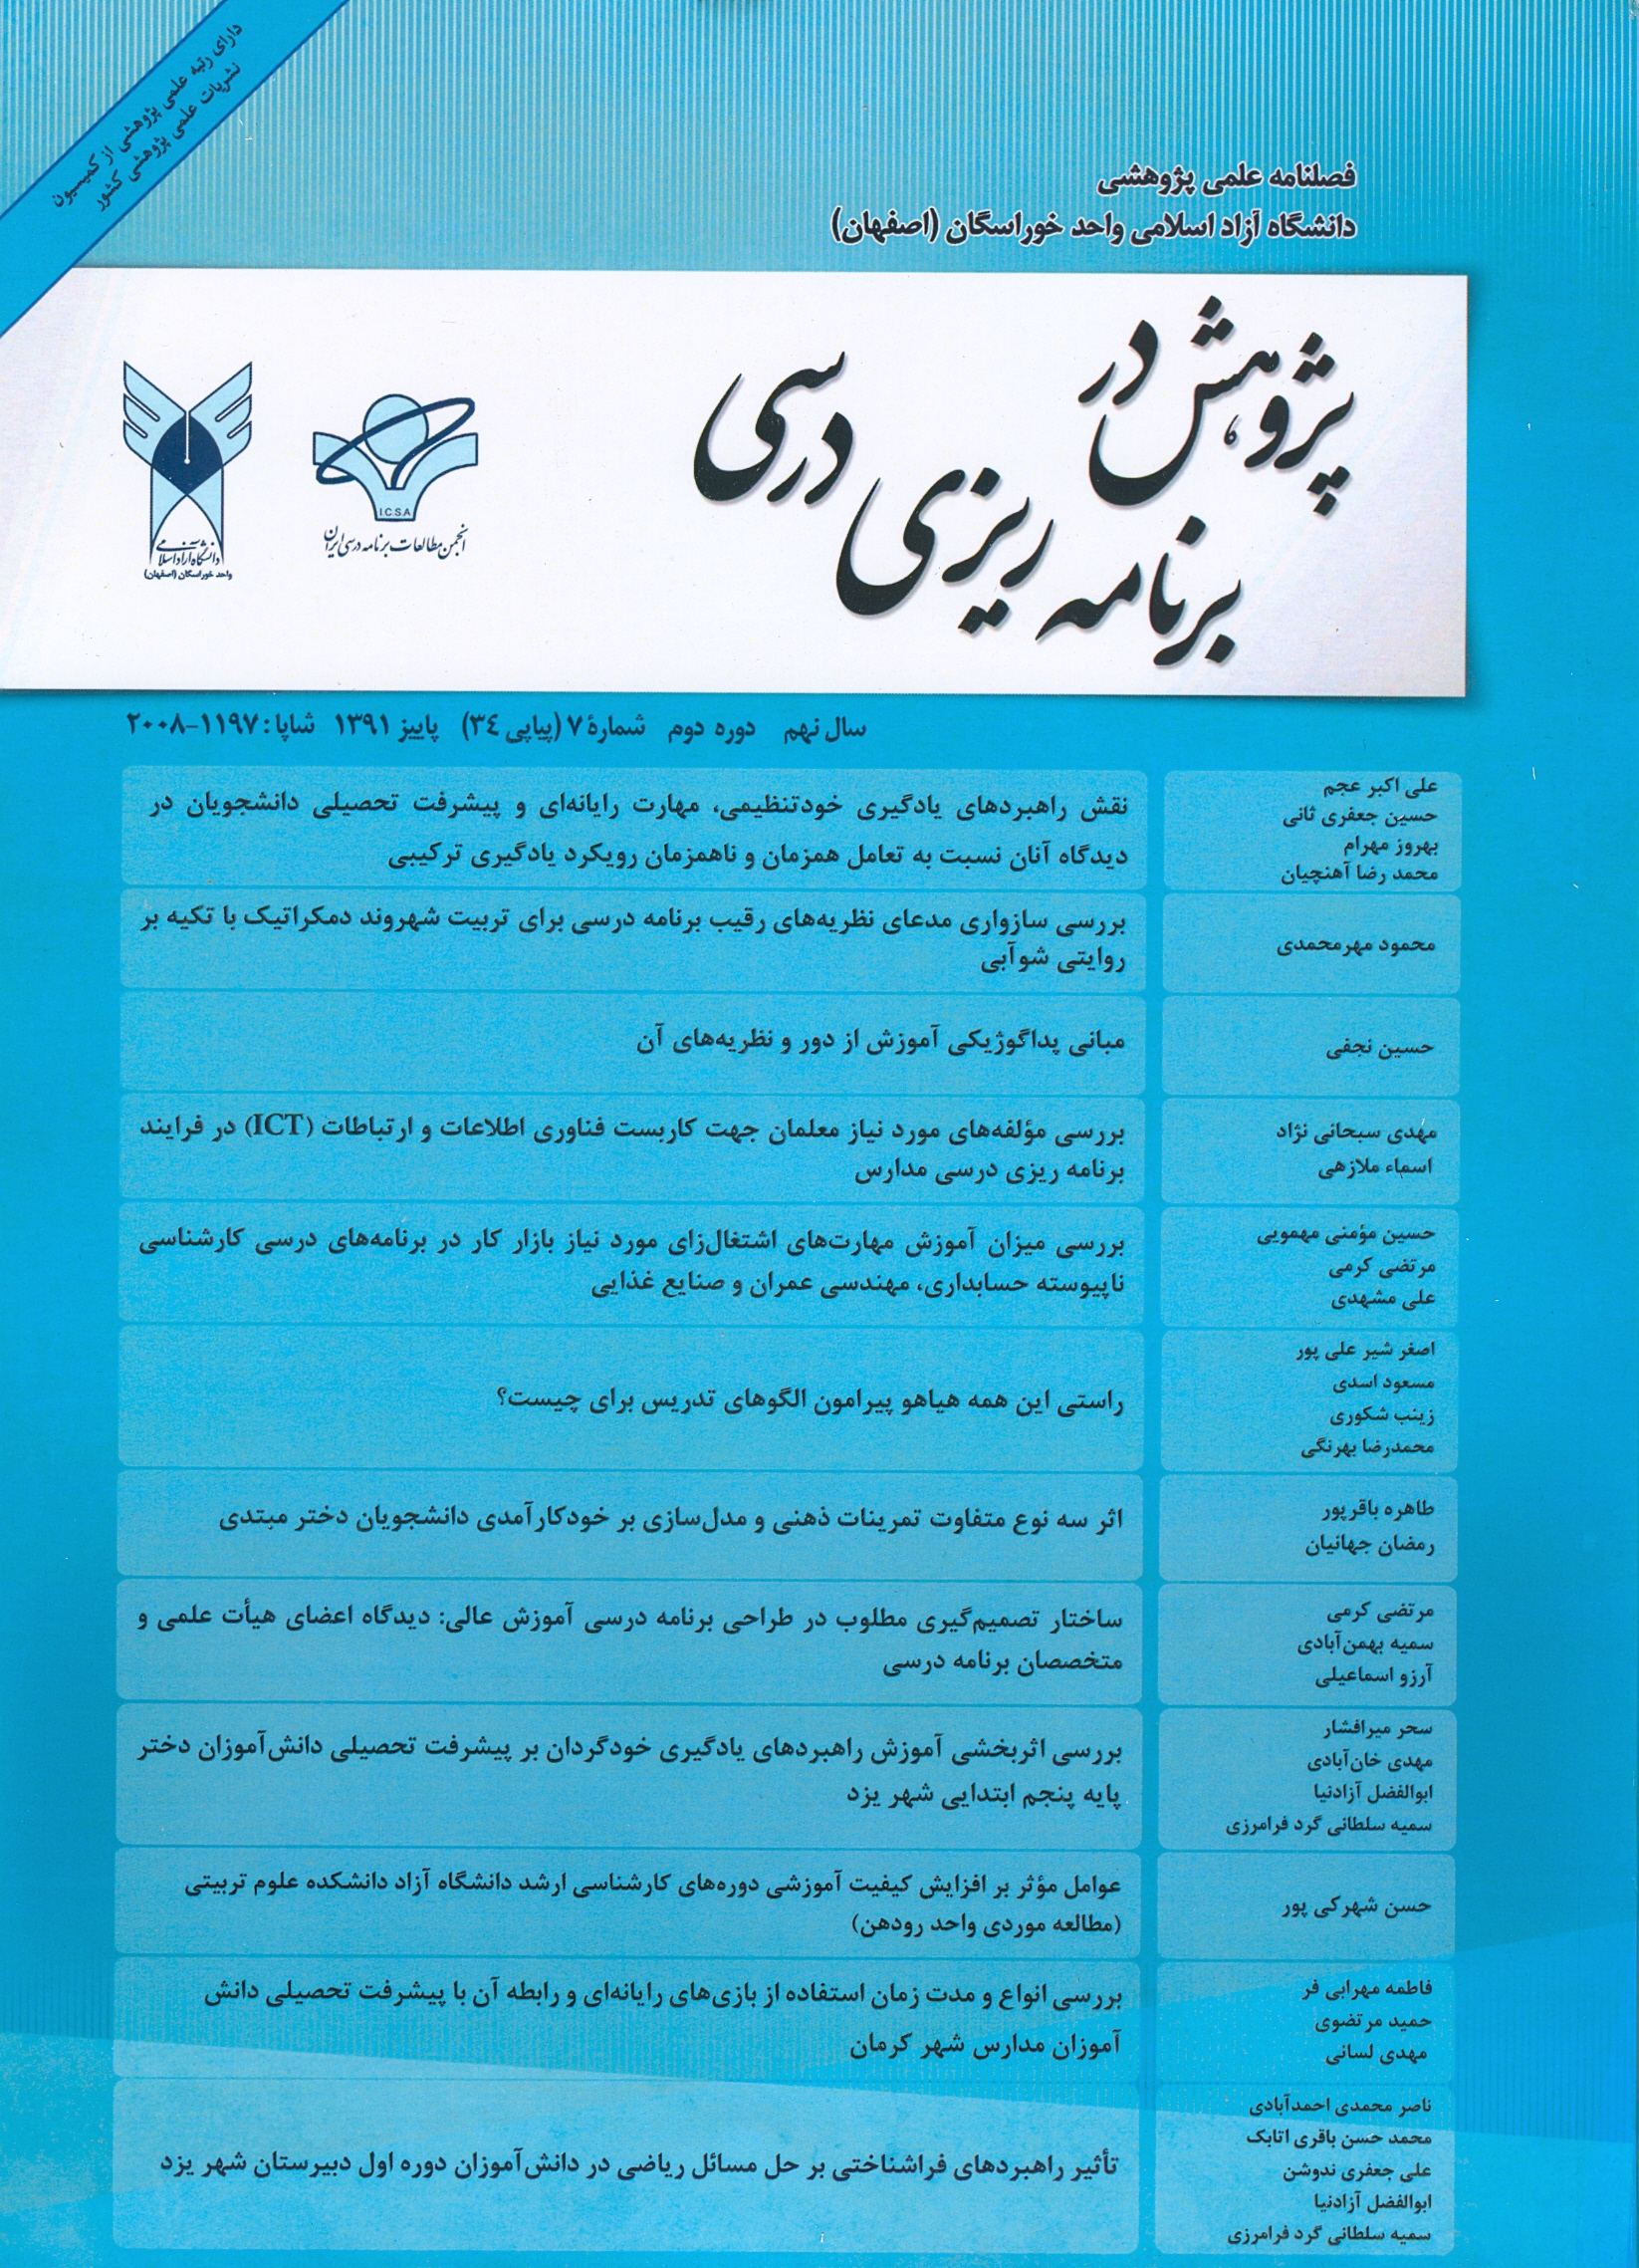 دارای رتبه علمی پژوهشی از کمیسیون
نشریات علمی پژوهشی کشور
فصلنامه علمی پژوهشی
دانشگاه آزاد اسلامی واحد خوراسگان (اصفهان)
پژوهش در
برنامه ریزی درسی
I.C.S.A
انجمن مطالعات برنامه درسی ایران
دانشگاه آزاد اسلامی
واحد خوراسگان (اصفهان)
سال نهم دوره دوم شمارهٔ ۷ (پیاپی ۳۴) پاییز ۱۳۹۱ شاپا: ۱۱۹۷-۲۰۰۸
علی اکبر عجم
حسین جعفری ثانی
بهروز مهرام
محمد رضا آهنچیان
نقش راهبردهای یادگیری خودتنظیمی، مهارت رایانه‌ای و پیشرفت تحصیلی دانشجویان در
دیدگاه آنان نسبت به تعامل همزمان و ناهمزمان رویکرد یادگیری ترکیبی
محمود مهرمحمدی
بررسی سازواری مدعای نظریه‌های رقیب برنامه درسی برای تربیت شهروند دمکراتیک با تکیه بر
روایتی شوآبی
حسین نجفی
مبانی پداگوژیکی آموزش از دور و نظریه‌های آن
مهدی سبحانی نژاد
اسماء ملازهی
بررسی مؤلفه‌های مورد نیاز معلمان جهت کاربست فناوری اطلاعات و ارتباطات (ICT) در فرایند
برنامه ریزی درسی مدارس
حسین مؤمنی مهمویی
مرتضی کرمی
علی مشهدی
بررسی میزان آموزش مهارت‌های اشتغال‌زای مورد نیاز بازار کار در برنامه‌های درسی کارشناسی
ناپیوسته حسابداری، مهندسی عمران و صنایع غذایی
اصغر شیر علی پور
مسعود اسدی
زینب شکوری
محمدرضا بهرنگی
راستی این همه هیاهو پیرامون الگوهای تدریس برای چیست؟
طاهره باقرپور
رمضان جهانیان
اثر سه نوع متفاوت تمرینات ذهنی و مدل‌سازی بر خودکارآمدی دانشجویان دختر مبتدی
مرتضی کرمی
سمیه بهمن‌آبادی
آرزو اسماعیلی
ساختار تصمیم‌گیری مطلوب در طراحی برنامه درسی آموزش عالی: دیدگاه اعضای هیأت علمی و
متخصصان برنامه درسی
سحر میرافشار
مهدی خان‌آبادی
ابوالفضل آزادنیا
سمیه سلطانی گرد فرامرزی
بررسی اثربخشی آموزش راهبردهای یادگیری خودگردان بر پیشرفت تحصیلی دانش‌آموزان دختر
پایه پنجم ابتدایی شهر یزد
حسن شهرکی پور
عوامل مؤثر بر افزایش کیفیت آموزشی دوره‌های کارشناسی ارشد دانشگاه آزاد دانشکده علوم تربیتی
(مطالعه موردی واحد رودهن)
فاطمه مهرابی فر
حمید مرتضوی
مهدی لسانی
بررسی انواع و مدت زمان استفاده از بازی‌های رایانه‌ای و رابطه آن با پیشرفت تحصیلی دانش
آموزان مدارس شهر کرمان
ناصر محمدی احمدآبادی
محمد حسن باقری اتابک
علی جعفری ندوشن
ابوالفضل آزادنیا
سمیه سلطانی گرد فرامرزی
تأثیر راهبردهای فراشناختی بر حل مسائل ریاضی در دانش‌آموزان دوره اول دبیرستان شهر یزد